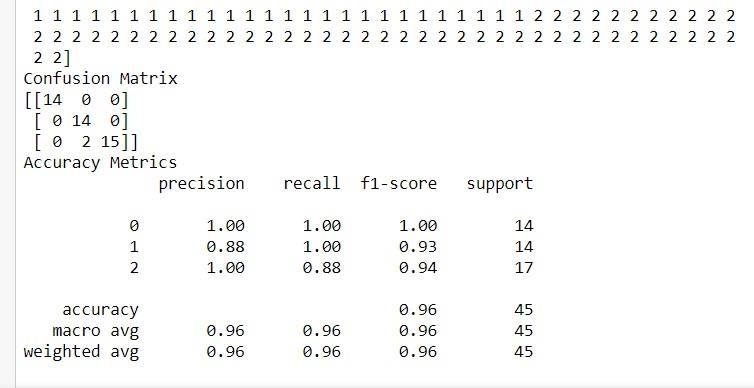 1 1 1 1 1 1 1 1 1 1 1 1 1 1 1 1 1 1 1 1 1 1 1 1 1 1 2 2 2 2 2 2 2 2 2 2 2
2 2 2 2 2 2 2 2 2 2 2 2 2 2 2 2 2 2 2 2 2 2 2 2 2 2 2 2 2 2 2 2 2 2 2 2 2
2 2]
Confusion Matrix
[[14 0 0]
[ 0 14 0]
[ 0 2 15]]
Accuracy Metrics
precision recall f1-score support
0 1.00 1.00 1.00 14
1 0.88 1.00 0.93 14
2 1.00 0.88 0.94 17
accuracy 0.96 45
macro avg 0.96 0.96 0.96 45
weighted avg 0.96 0.96 0.96 45